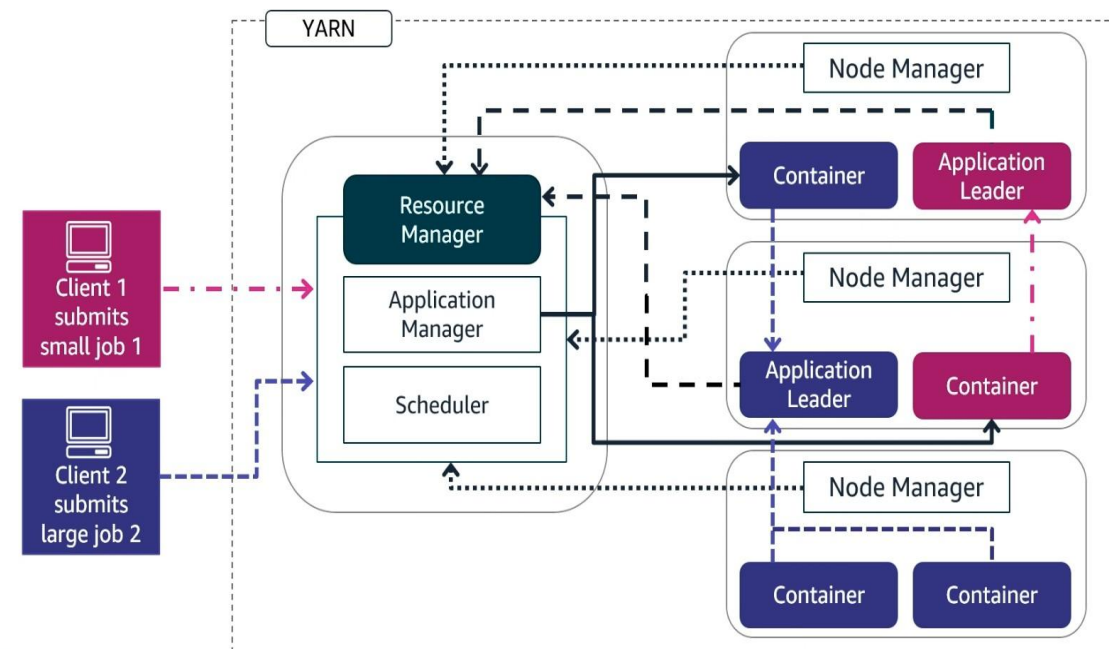 YARN
Client 1
submits
small job 1
Client 2
submits
large job 2
Resource
Manager
Application
Manager
Scheduler
Node Manager
Container
Application
Leader
Node Manager
Application
Leader
Container
Node Manager
Container
Container